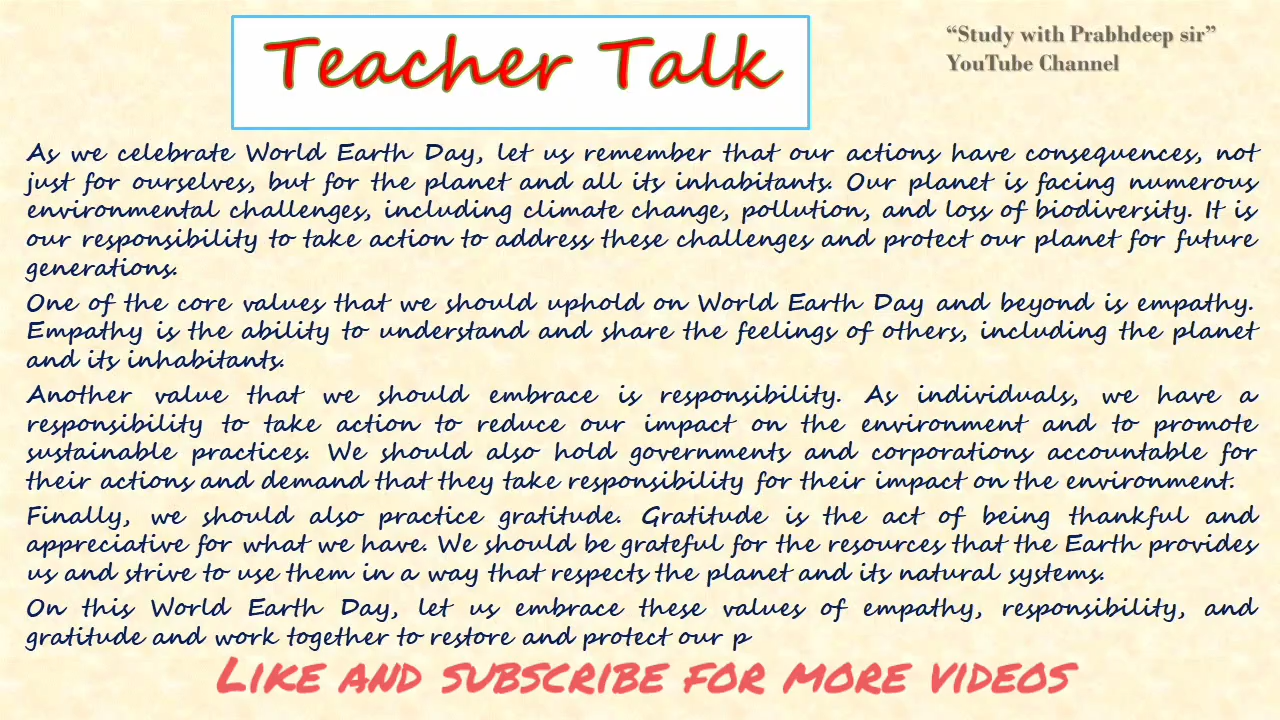 Teacher Talk
“Study with Prabhdeep sir”
YouTube Channel
As we celebrate World Earth Day, let us remember that our actions have consequences, not
just for ourselves, but for the planet and all its inhabitants. Our planet is facing numerous
environmental challenges, including climate change, pollution, and loss of biodiversity. It is
our responsibility to take action to address these challenges and protect our planet for future
generations.
One of the core values that we should uphold on World Earth Day and beyond is empathy.
Empathy is the ability to understand and share the feelings of others, including the planet
and its inhabitants.
Another value that we should embrace is responsibility. As individuals, we have a
responsibility to take action to reduce our impact on the environment and to promote
sustainable practices. We should also hold governments and corporations accountable for
their actions and demand that they take responsibility for their impact on the environment.
Finally, we should also practice gratitude. Gratitude is the act of being thankful and
appreciative for what we have. We should be grateful for the resources that the Earth provides
us and strive to use them in a way that respects the planet and its natural systems.
On this World Earth Day, let us embrace these values of empathy, responsibility, and
gratitude and work together to restore and protect our p
Like and subscribe for more videos